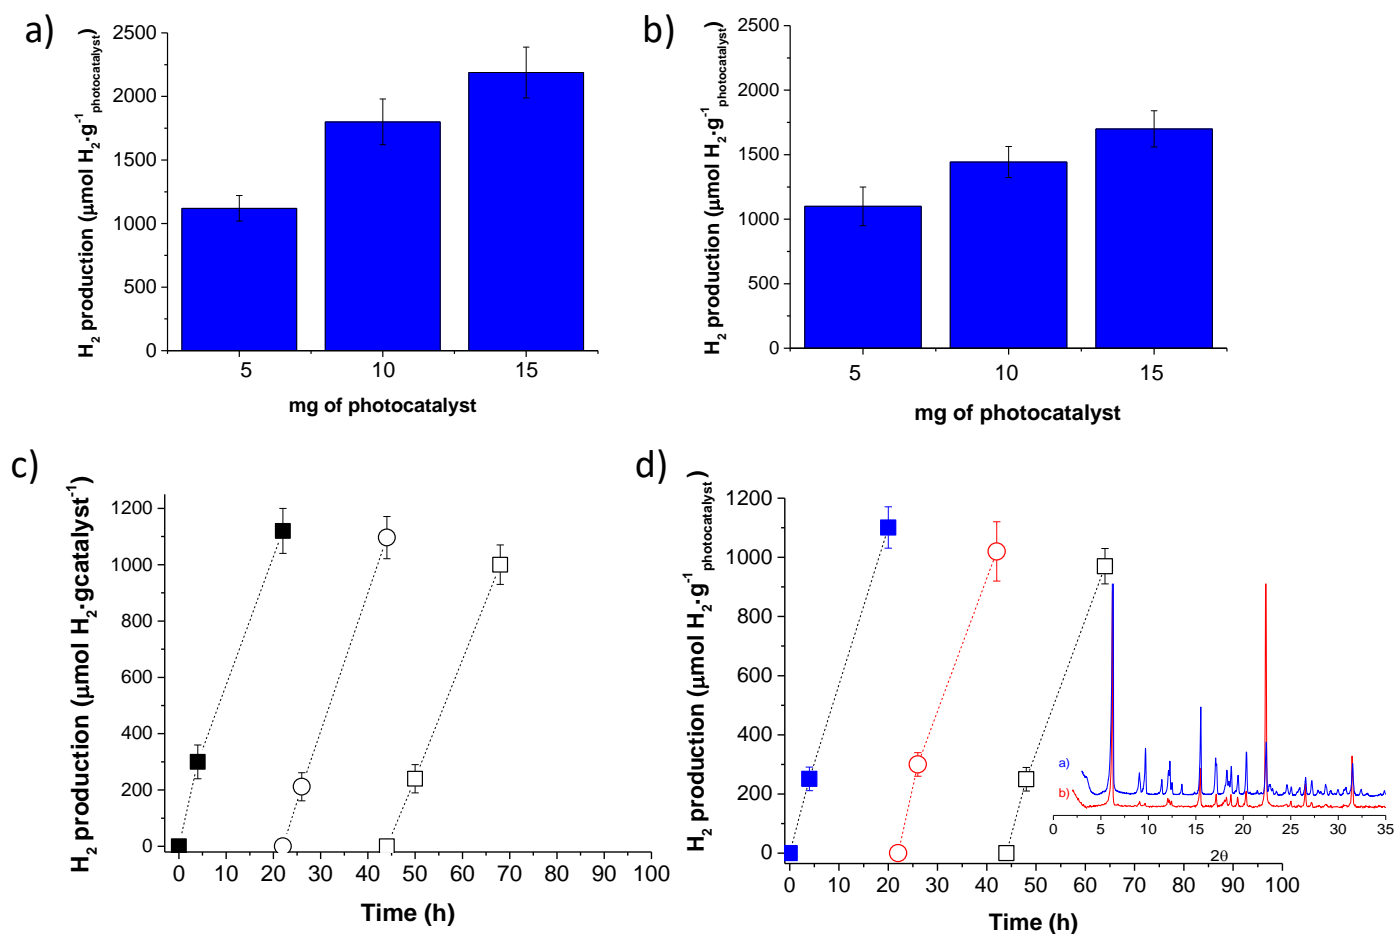 a)
H2 production (µmol H2·g-1 photocatalyst)
2500
2000
1500
1000
500
0
5 10 15
mg of photocatalyst
b)
H2 production (µmol H2·g-1 photocatalyst)
2500
2000
1500
1000
500
0
5 10 15
mg of photocatalyst
c)
H2 production (µmol H2·gcatalyst-1)
1200
1000
800
600
400
200
0
0 10 20 30 40 50 60 70 80 90 100
Time (h)
d)
H2 production (µmol H2·g-1 photocatalyst)
1200
1000
800
600
400
200
0
0 10 20 30 40 50 60 70 80 90 100
Time (h)
a)
b)
0 5 10 15 20 25 30 35
2θ